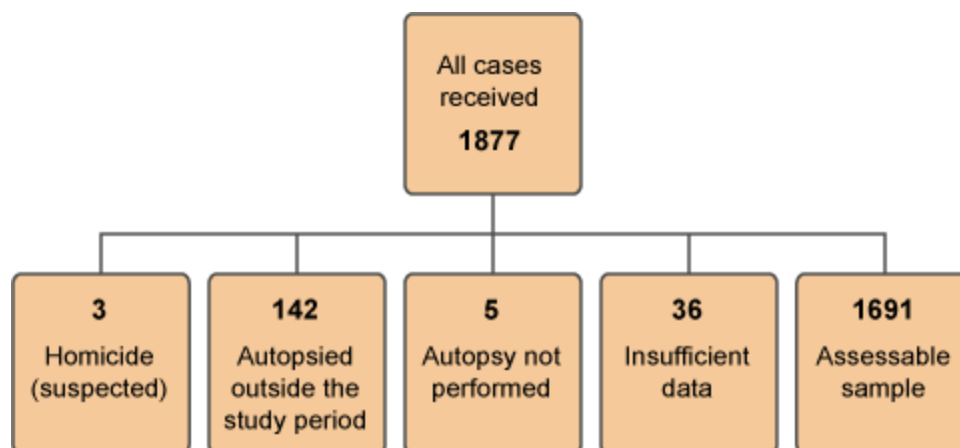 All cases
received
1877
3
Homicide
(suspected)
142
Autopsied
outside the
study period
5
Autopsy not
performed
36
Insufficient
data
1691
Assessable
sample